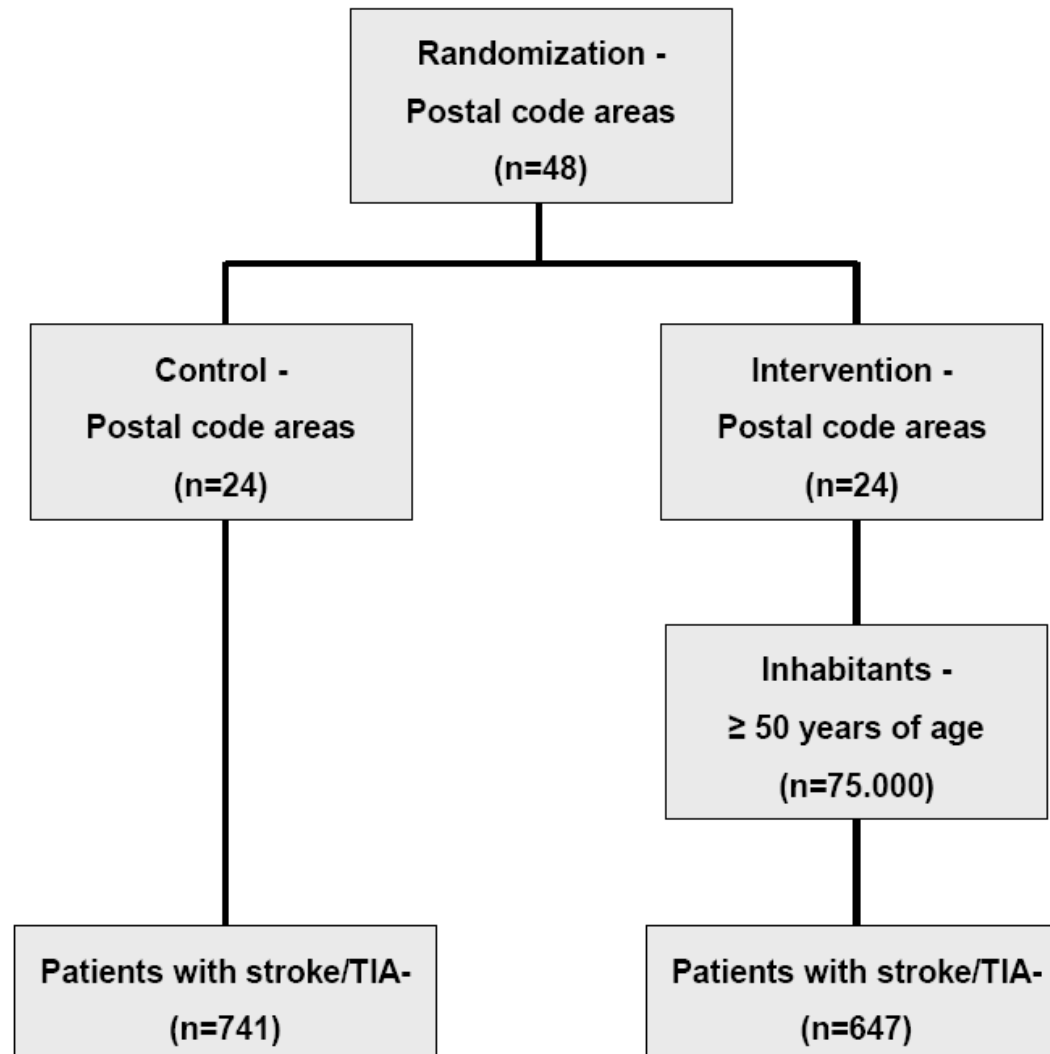 Randomization -
Postal code areas
(n=48)
Control -
Postal code areas
(n=24)
Intervention -
Postal code areas
(n=24)
Inhabitants -
≥ 50 years of age
(n=75.000)
Patients with stroke/TIA-
(n=741)
Patients with stroke/TIA-
(n=647)